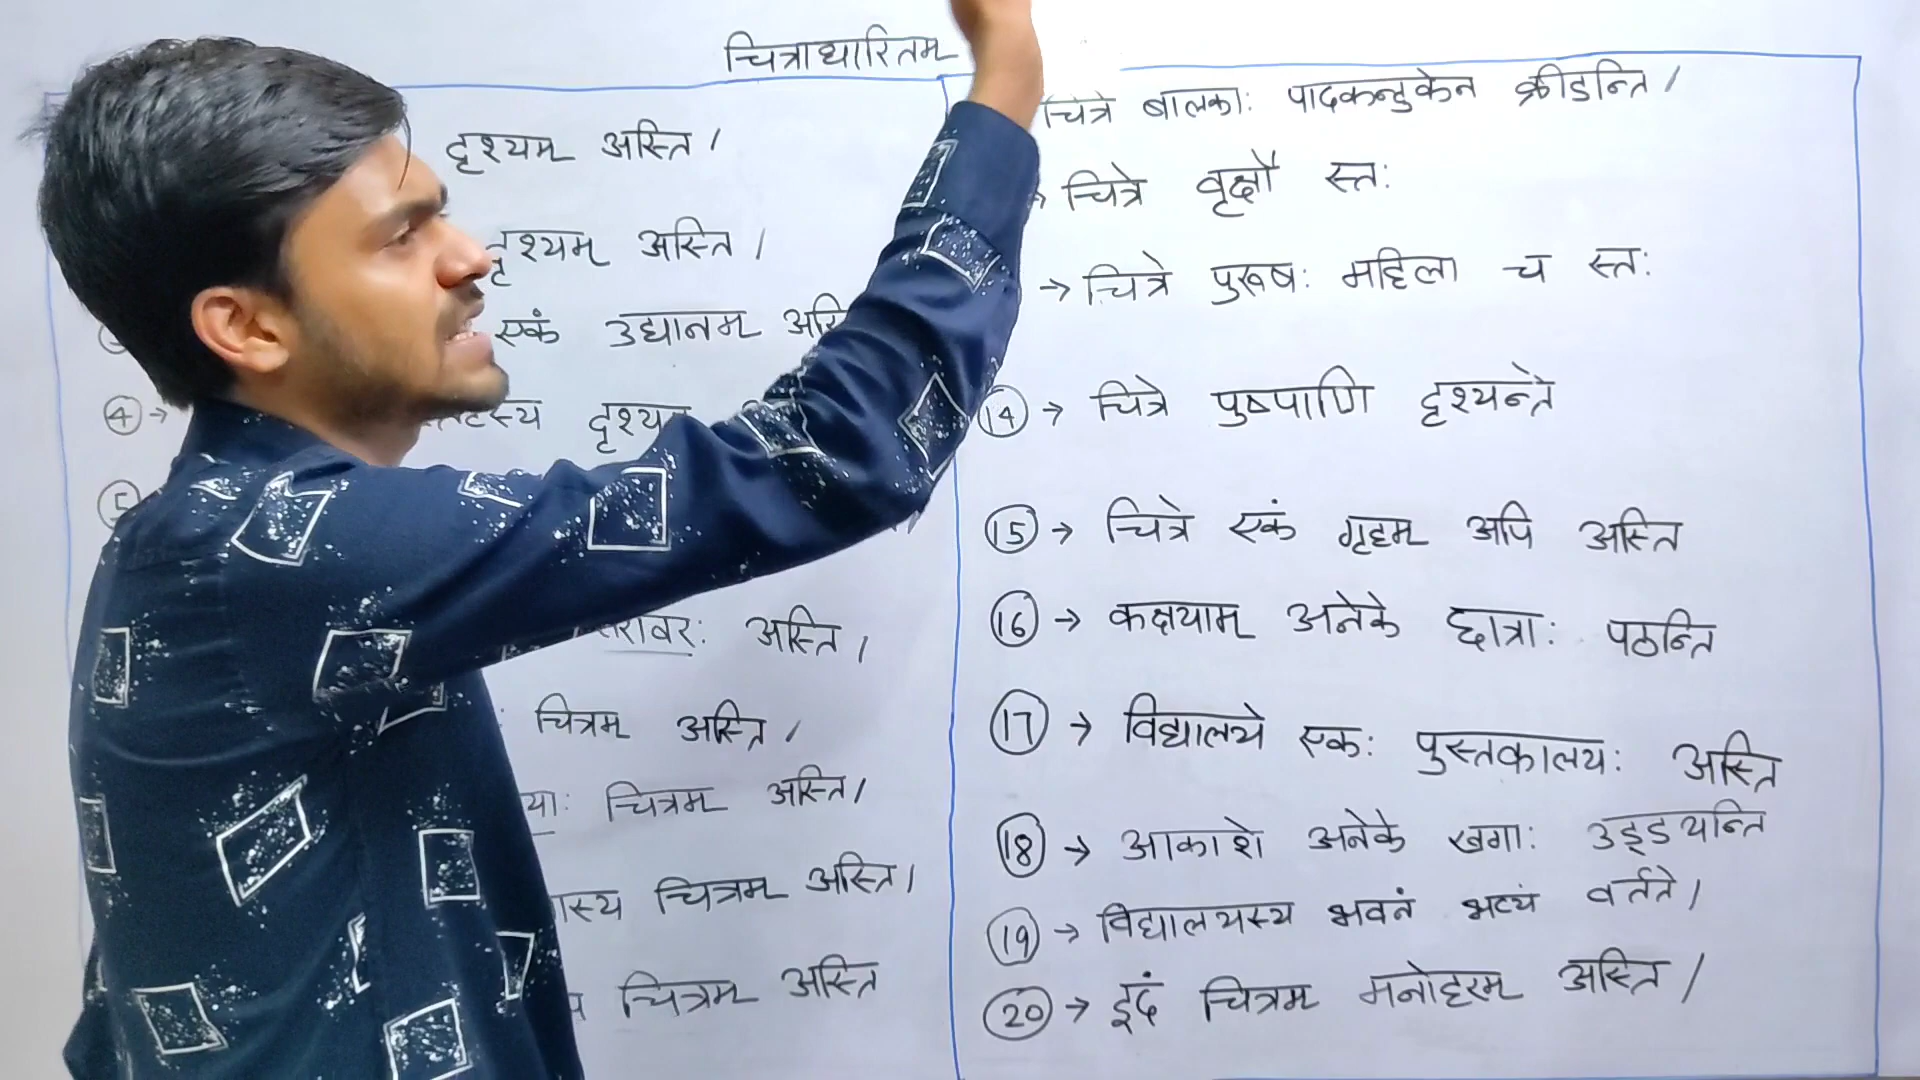 चित्राधारितम्
दृश्यम् अस्ति ।
दृश्यम् अस्ति ।
एकं उद्यानम्
④ → दृश्यम्
⑤
सरोवरः अस्ति ।
चित्रम् अस्ति ।
चित्रम् अस्ति ।
चित्रम् अस्ति ।
चित्रम् अस्ति
चित्रे बालकाः पादकन्दुकेन क्रीडन्ति ।
→ चित्रे वृक्षौ स्तः
→ चित्रे पुरुषः महिला च स्तः
⑭ → चित्रे पुष्पाणि दृश्यन्ते
⑮ → चित्रे एकं गृहम् अपि अस्ति
⑯ → कक्षयाम् अनेके छात्राः पठन्ति
⑰ → विद्यालये एकः पुस्तकालयः अस्ति
⑱ → आकाशे अनेके खगाः उड्डयन्ति
⑲ → विद्यालयस्य भवनं भव्यं वर्तते ।
⑳ → इदं चित्रम् मनोहरम् अस्ति ।